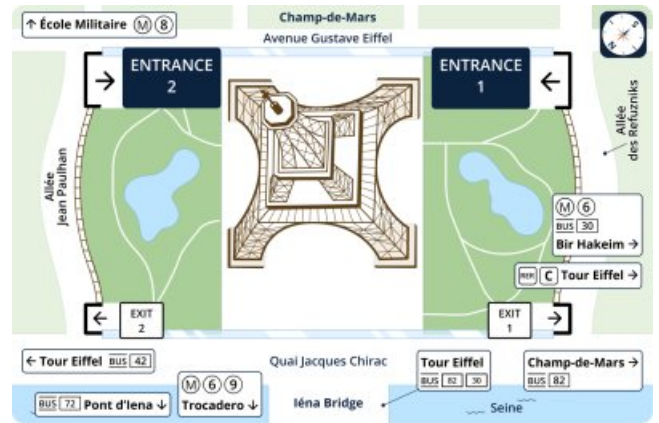 ↑ École Militaire M 8
Champ-de-Mars
Avenue Gustave Eiffel
N
S
ENTRANCE
2
ENTRANCE
1
Allée
Jean Paulhan
Allée
des Refuzniks
M 6
BUS 30
Bir Hakeim →
RER C Tour Eiffel →
EXIT
2
EXIT
1
← Tour Eiffel BUS 42
Quai Jacques Chirac
Tour Eiffel
BUS 82 30
Champ-de-Mars →
BUS 82
BUS 72 Pont d'Iena ↓
M 6 9
Trocadero ↓
Iéna Bridge
Seine